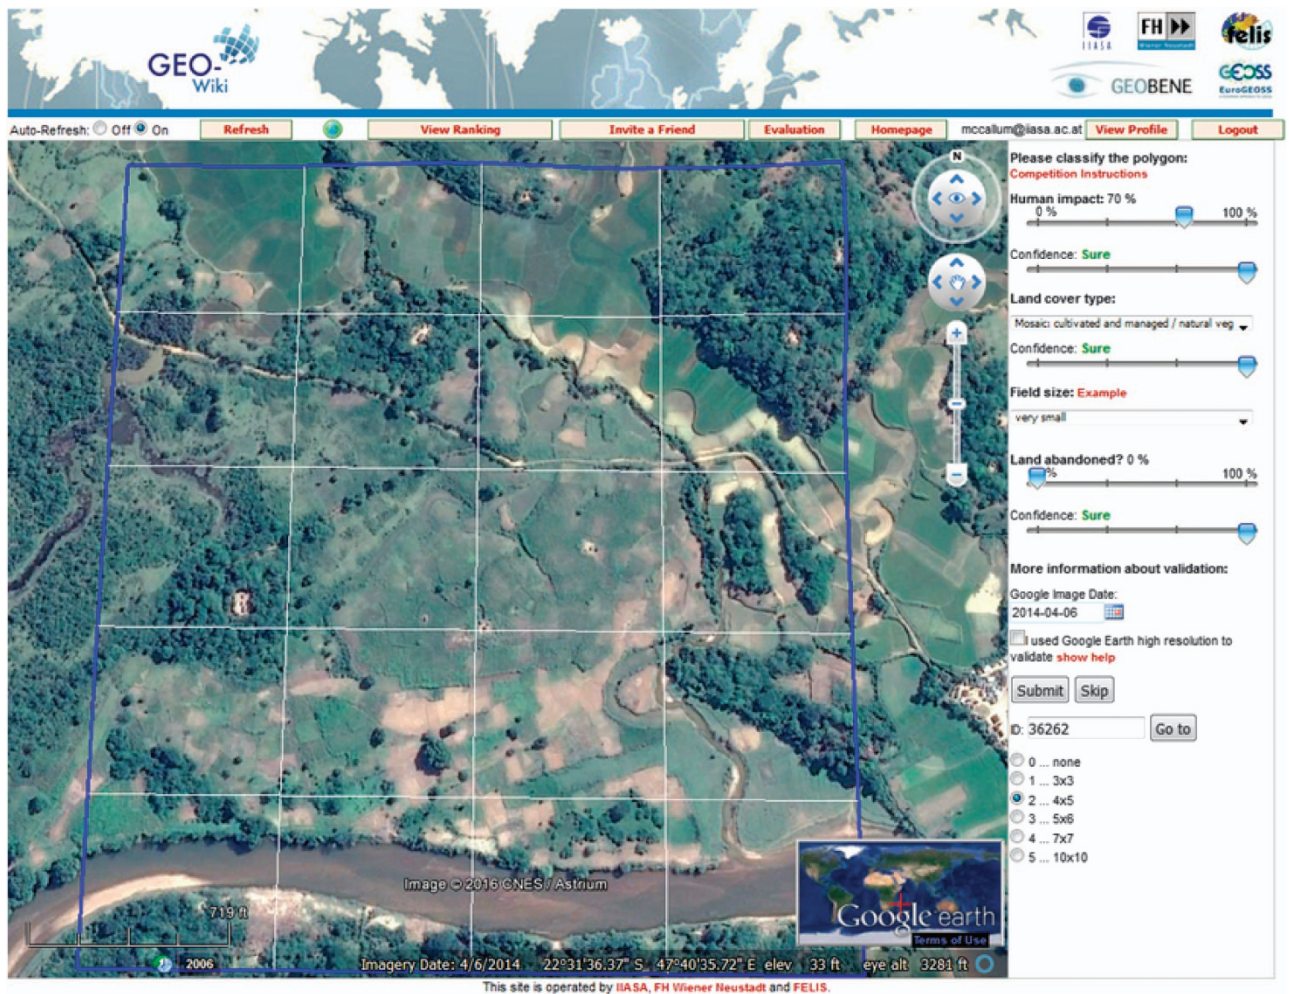 GEO-
Wiki
IIASA
FH
Wiener Neustadt
felis
GEOBENE
GEOSS
EuroGEOSS
Auto-Refresh: Off On Refresh View Ranking Invite a Friend Evaluation Homepage mccallum@iiasa.ac.at View Profile Logout
N
Please classify the polygon:
Competition Instructions
Human impact: 70 %
0 % 100 %
Confidence: Sure
Land cover type:
Mosaic: cultivated and managed / natural veg
Confidence: Sure
Field size: Example
very small
Land abandoned? 0 %
% 100 %
Confidence: Sure
More information about validation:
Google Image Date:
2014-04-06
I used Google Earth high resolution to
validate show help
Submit Skip
ID: 36262 Go to
0 ... none
1 ... 3x3
2 ... 4x5
3 ... 5x6
4 ... 7x7
5 ... 10x10
Image © 2016 CNES / Astrium
719 ft
Google earth
Terms of Use
2006 Imagery Date: 4/6/2014 22°31'36.37" S 47°40'35.72" E elev 33 ft eye alt 3281 ft
This site is operated by IIASA, FH Wiener Neustadt and FELIS.